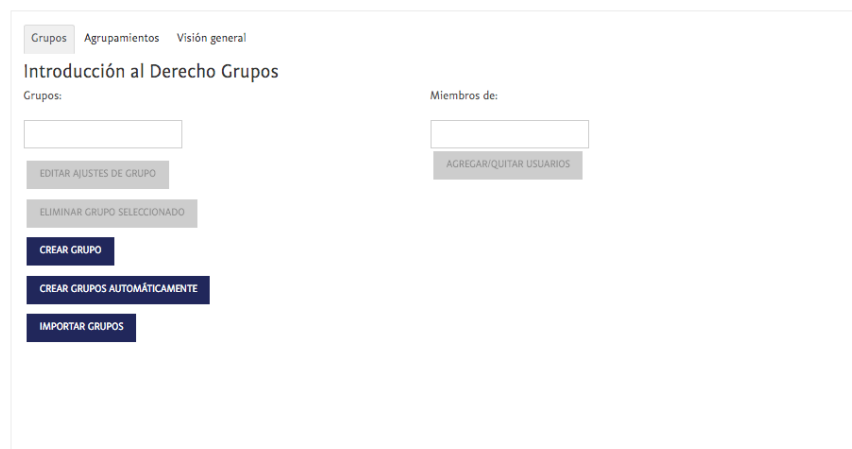 Grupos Agrupamientos Visión general
Introducción al Derecho Grupos
Grupos:
Miembros de:
EDITAR AJUSTES DE GRUPO
AGREGAR/QUITAR USUARIOS
ELIMINAR GRUPO SELECCIONADO
CREAR GRUPO
CREAR GRUPOS AUTOMÁTICAMENTE
IMPORTAR GRUPOS